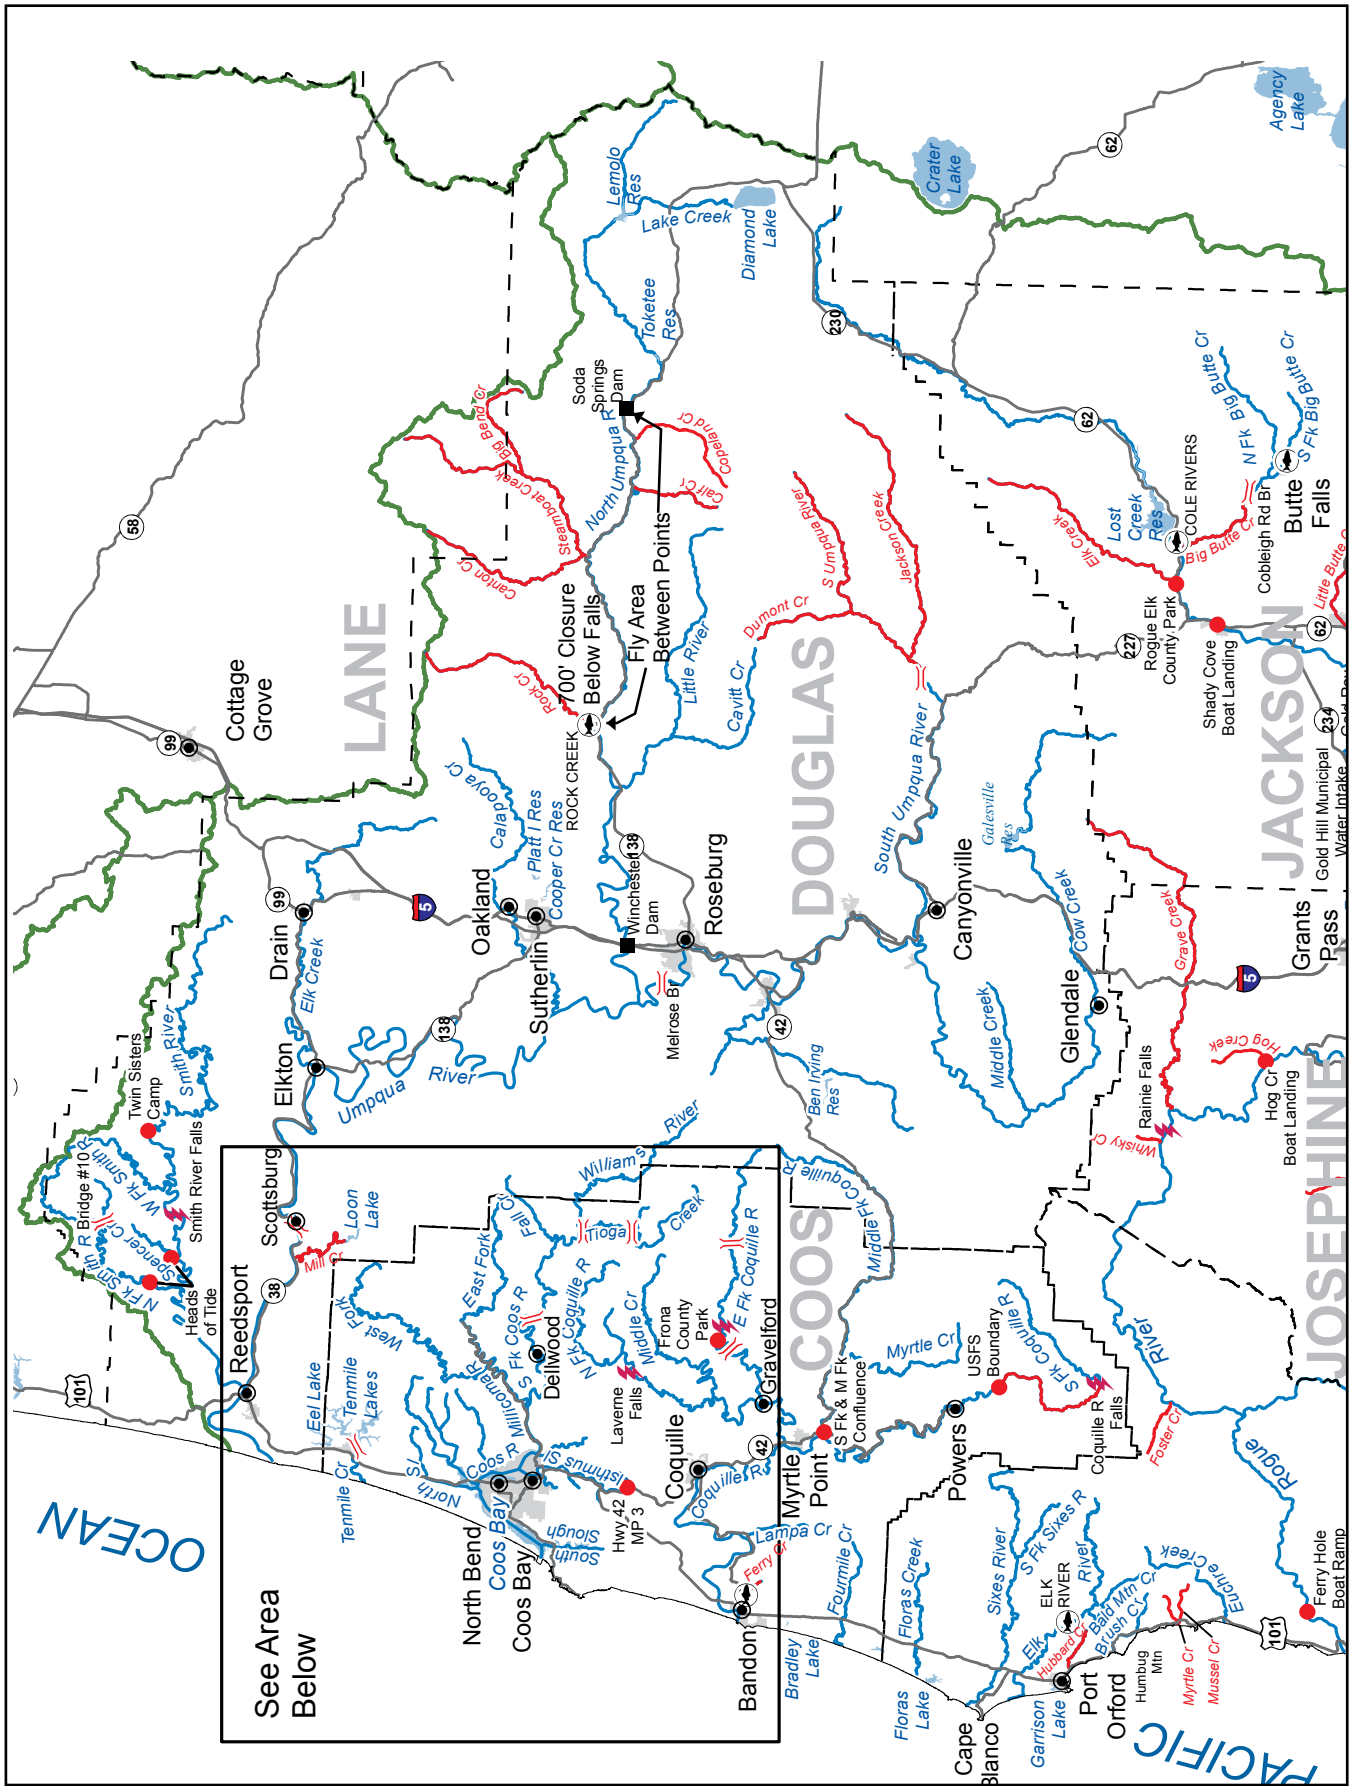 OCEAN
PACIFIC
See Area
Below
LANE
DOUGLAS
COOS
JACKSON
JOSEPHINE
101
Reedsport
38
Scottsburg
Mill Cr
Loon
Lake
Elkton
Elk Creek
Drain
99
5
99
Cottage
Grove
58
Heads
of Tide
N Fk Smith R
Spencer Cr
Bridge #10
W Fk Smith R
Smith River Falls
Twin Sisters
Camp
Smith River
Umpqua
River
138
Oakland
Sutherlin
Calapooya Cr
Platt I Res
Cooper Cr Res
ROCK CREEK
Rock Cr
700' Closure
Below Falls
Fly Area
Between Points
Canton Cr
Steamboat Creek
Big Bend Cr
North Umpqua R
Soda
Springs
Dam
Toketee
Res
Lemolo
Res
Lake Creek
Diamond
Lake
Calf Cr
Copeland Cr
Little River
Cavitt Cr
138
Winchester
Dam
Roseburg
Melrose Br
42
Ben Irving
Res
Dumont Cr
S Umpqua River
Jackson Creek
South Umpqua River
Canyonville
Galesville
Res
Cow Creek
Middle Creek
Glendale
230
62
62
Crater
Lake
Agency
Lake
227
Elk Creek
Lost
Creek
Res
COLE RIVERS
Big Butte Cr
Cobleigh Rd Br
N Fk Big Butte Cr
S Fk Big Butte Cr
Butte
Falls
Rogue Elk
County Park
Shady Cove
Boat Landing
62
Little Butte C
234
Gold Hill Municipal
Water Intake
Grants
Pass
5
Grave Creek
Hog Creek
Hog Cr
Boat Landing
Rainie Falls
Whisky Cr
Eel Lake
Tenmile
Lakes
Tenmile Cr
North
Sl
Coos R
West Fork
Millicoma R
East Fork
S Fk Coos R
Dellwood
Fall Cr
Williams
River
Tioga
Creek
North Bend
Coos Bay
Coos Bay
Isthmus Sl
South
Slough
Hwy 42
MP 3
N Fk Coquille R
Middle Cr
Laverne
Falls
Frona
County
Park
E Fk Coquille R
Gravelford
Coquille
Coquille R
42
Bandon
Ferry Cr
Lampa Cr
Bradley
Lake
Fourmile Cr
Myrtle
Point
S Fk & M Fk
Confluence
Middle Fk Coquille R
Myrtle Cr
Powers
USFS
Boundary
S Fk Coquille R
Coquille R
Falls
Foster Cr
Floras Creek
Floras
Lake
Cape
Blanco
Sixes River
S Fk Sixes R
ELK
RIVER
Elk
River
Hubbard Cr
Bald Mtn Cr
Brush Cr
Garrison
Lake
Port
Orford
Humbug
Mtn
Myrtle Cr
Mussel Cr
Euchre Creek
101
Rogue
River
Ferry Hole
Boat Ramp